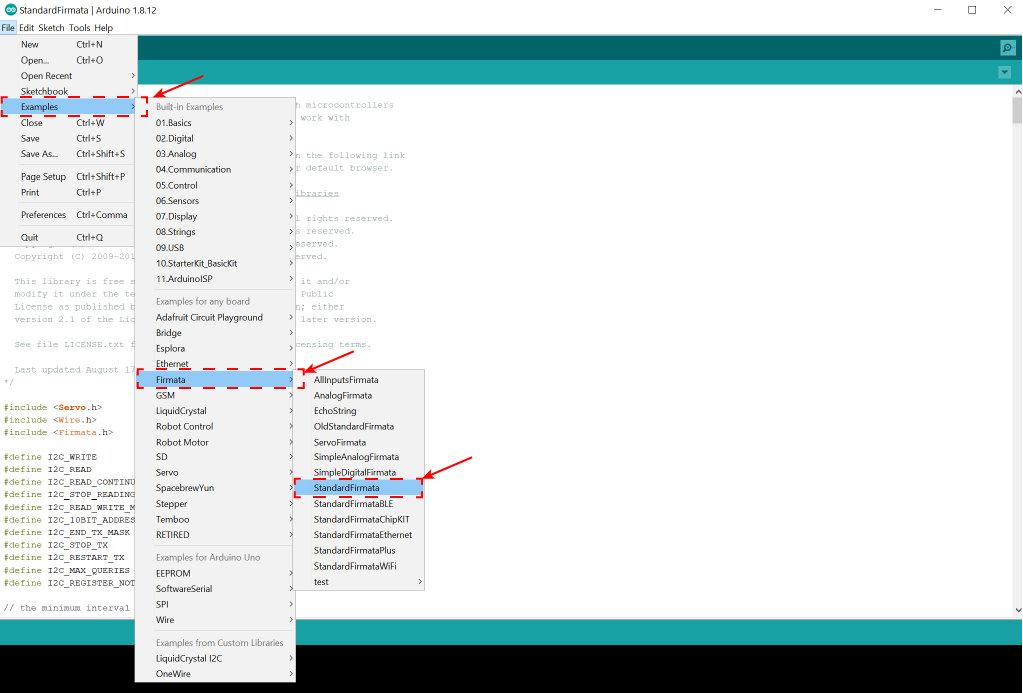 StandardFirmata | Arduino 1.8.12
File Edit Sketch Tools Help
New Ctrl+N
Open... Ctrl+O
Open Recent
Sketchbook
Examples
Close Ctrl+W
Save Ctrl+S
Save As... Ctrl+Shift+S
Page Setup Ctrl+Shift+P
Print Ctrl+P
Preferences Ctrl+Comma
Quit Ctrl+Q
Built-in Examples
01.Basics
02.Digital
03.Analog
04.Communication
05.Control
06.Sensors
07.Display
08.Strings
09.USB
10.StarterKit_BasicKit
11.ArduinoISP
Examples for any board
Adafruit Circuit Playground
Bridge
Esplora
Ethernet
Firmata
GSM
LiquidCrystal
Robot Control
Robot Motor
SD
Servo
SpacebrewYun
Stepper
Temboo
RETIRED
Examples for Arduino Uno
EEPROM
SoftwareSerial
SPI
Wire
Examples from Custom Libraries
LiquidCrystal I2C
OneWire
AllInputsFirmata
AnalogFirmata
EchoString
OldStandardFirmata
ServoFirmata
SimpleAnalogFirmata
SimpleDigitalFirmata
StandardFirmata
StandardFirmataBLE
StandardFirmataChipKIT
StandardFirmataEthernet
StandardFirmataPlus
StandardFirmataWiFi
test
n microcontrollers
work with
n the following link
r default browser.
ibraries
l rights reserved.
s reserved.
eserved.
Copyright (C) 2009-201 rved.
This library is free s it and/or
modify it under the te Public
License as published b n; either
version 2.1 of the Lic later version.
See file LICENSE.txt f censing terms.
Last updated August 17
*/
#include <Servo.h>
#include <Wire.h>
#include <Firmata.h>
#define I2C_WRITE
#define I2C_READ
#define I2C_READ_CONTINU
#define I2C_STOP_READING
#define I2C_READ_WRITE_M
#define I2C_10BIT_ADDRES
#define I2C_END_TX_MASK
#define I2C_STOP_TX
#define I2C_RESTART_TX
#define I2C_MAX_QUERIES
#define I2C_REGISTER_NOT
// the minimum interval